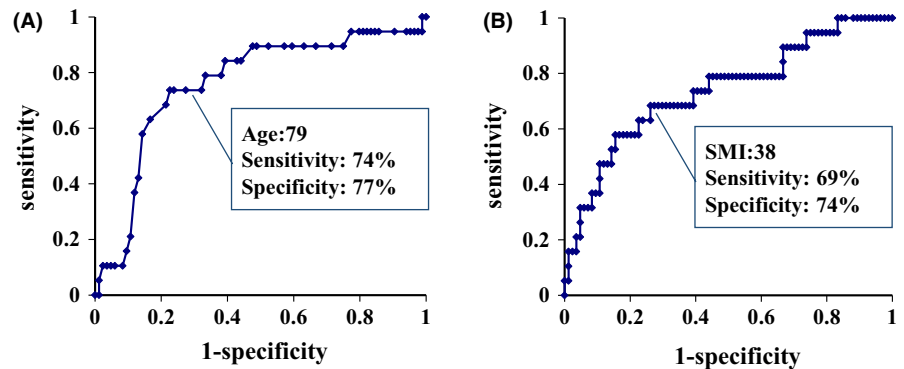 (A)
1
0.8
0.6
0.4
0.2
0
sensitivity
0 0.2 0.4 0.6 0.8 1
1-specificity
Age:79
Sensitivity: 74%
Specificity: 77%
(B)
1
0.8
0.6
0.4
0.2
0
sensitivity
0 0.2 0.4 0.6 0.8 1
1-specificity
SMI:38
Sensitivity: 69%
Specificity: 74%